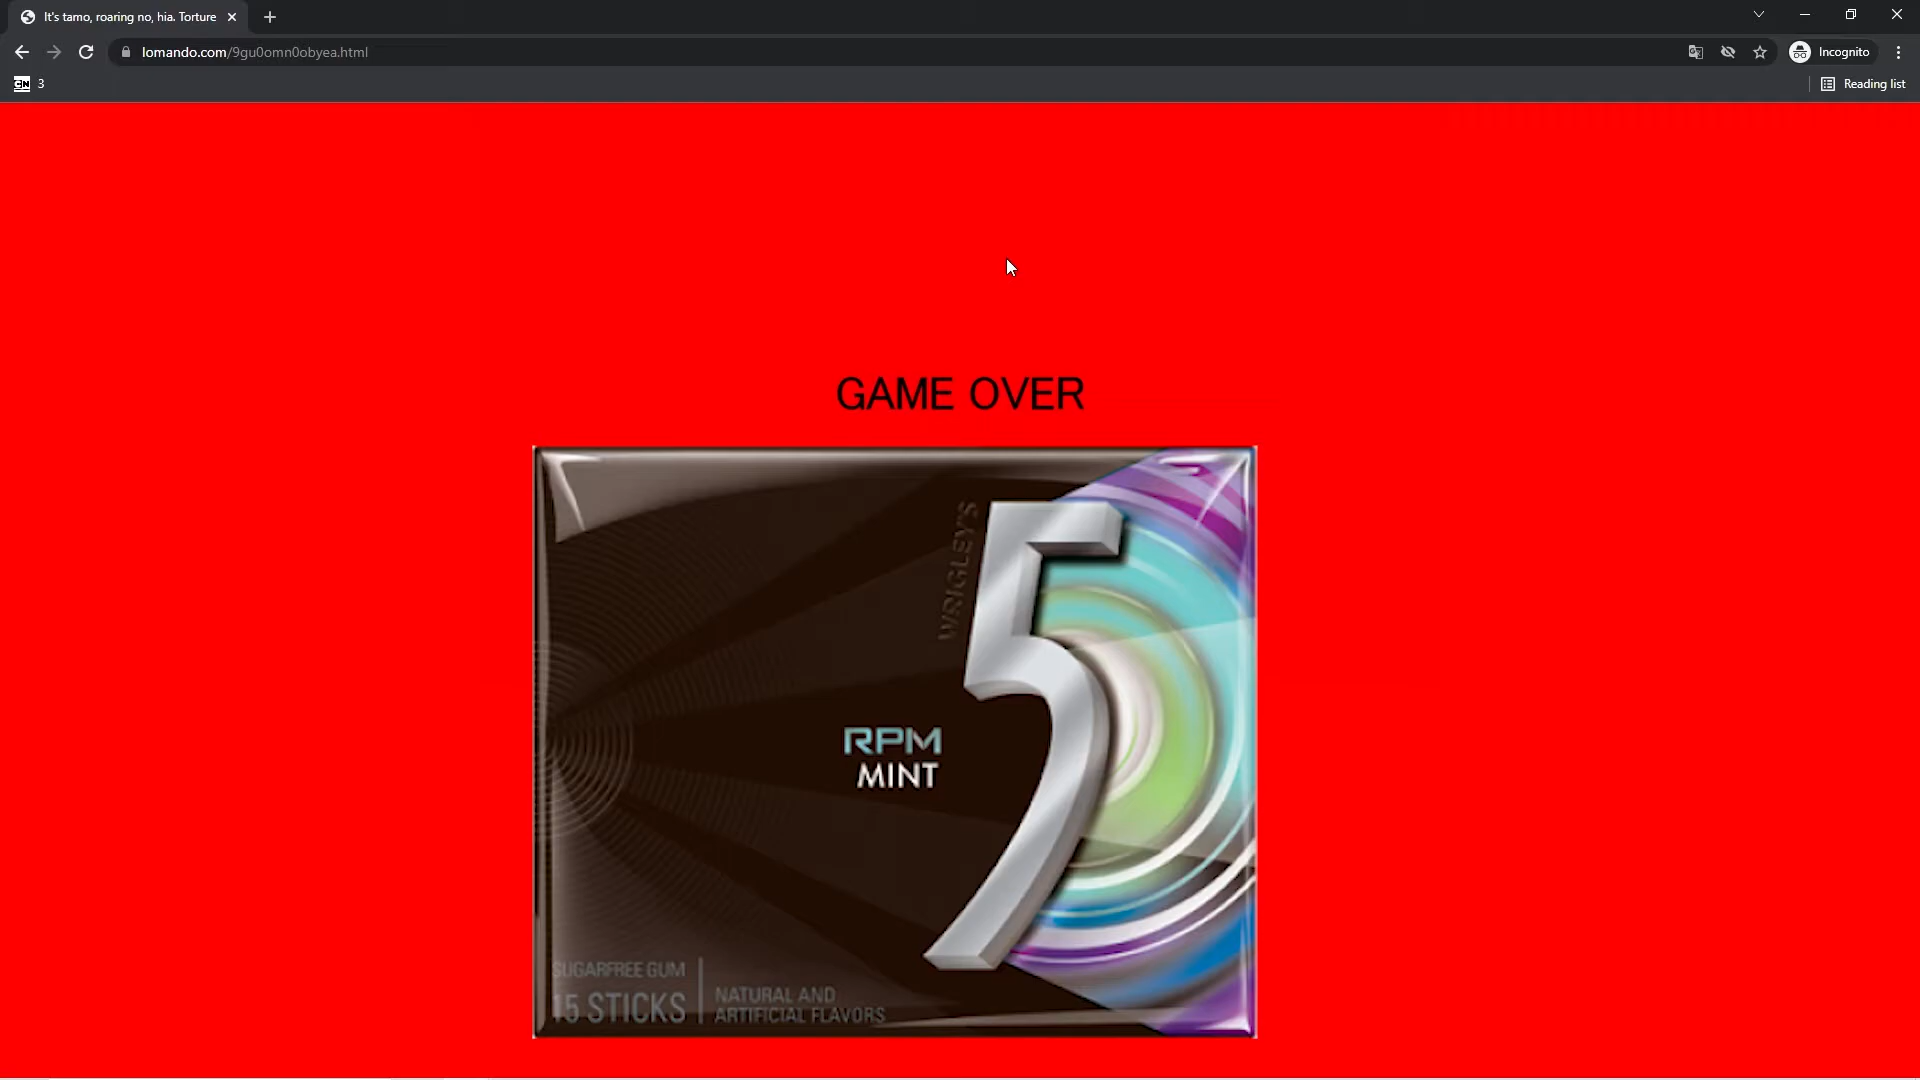 It's tamo, roaring no, hia. Torture
lomando.com/9gu0omn0obyea.html
Incognito
CN 3
Reading list
GAME OVER
WRIGLEY'S
5
RPM
MINT
SUGARFREE GUM
15 STICKS
NATURAL AND
ARTIFICIAL FLAVORS